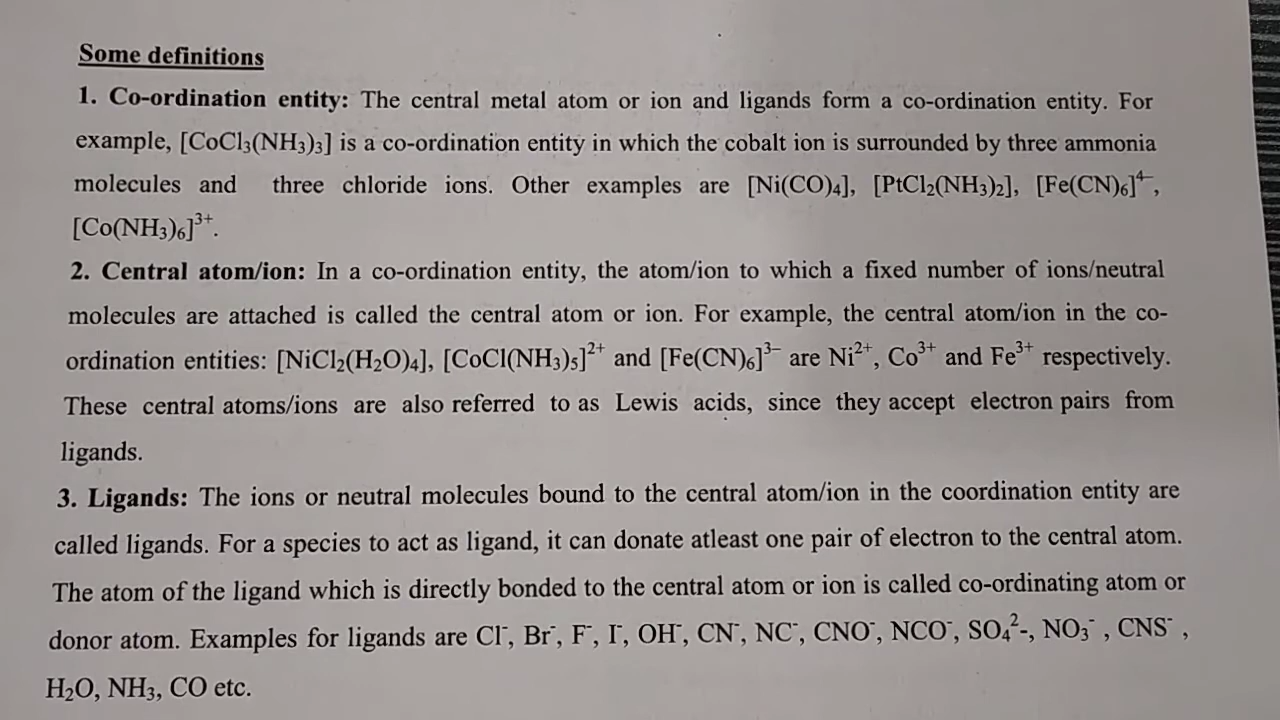 Some definitions
1. Co-ordination entity: The central metal atom or ion and ligands form a co-ordination entity. For
example, [CoCl₃(NH₃)₃] is a co-ordination entity in which the cobalt ion is surrounded by three ammonia
molecules and three chloride ions. Other examples are [Ni(CO)₄], [PtCl₂(NH₃)₂], [Fe(CN)₆]⁴⁻,
[Co(NH₃)₆]³⁺.
2. Central atom/ion: In a co-ordination entity, the atom/ion to which a fixed number of ions/neutral
molecules are attached is called the central atom or ion. For example, the central atom/ion in the co-
ordination entities: [NiCl₂(H₂O)₄], [CoCl(NH₃)₅]²⁺ and [Fe(CN)₆]³⁻ are Ni²⁺, Co³⁺ and Fe³⁺ respectively.
These central atoms/ions are also referred to as Lewis acids, since they accept electron pairs from
ligands.
3. Ligands: The ions or neutral molecules bound to the central atom/ion in the coordination entity are
called ligands. For a species to act as ligand, it can donate atleast one pair of electron to the central atom.
The atom of the ligand which is directly bonded to the central atom or ion is called co-ordinating atom or
donor atom. Examples for ligands are Cl⁻, Br⁻, F⁻, I⁻, OH⁻, CN⁻, NC⁻, CNO⁻, NCO⁻, SO₄²-, NO₃⁻ , CNS⁻ ,
H₂O, NH₃, CO etc.